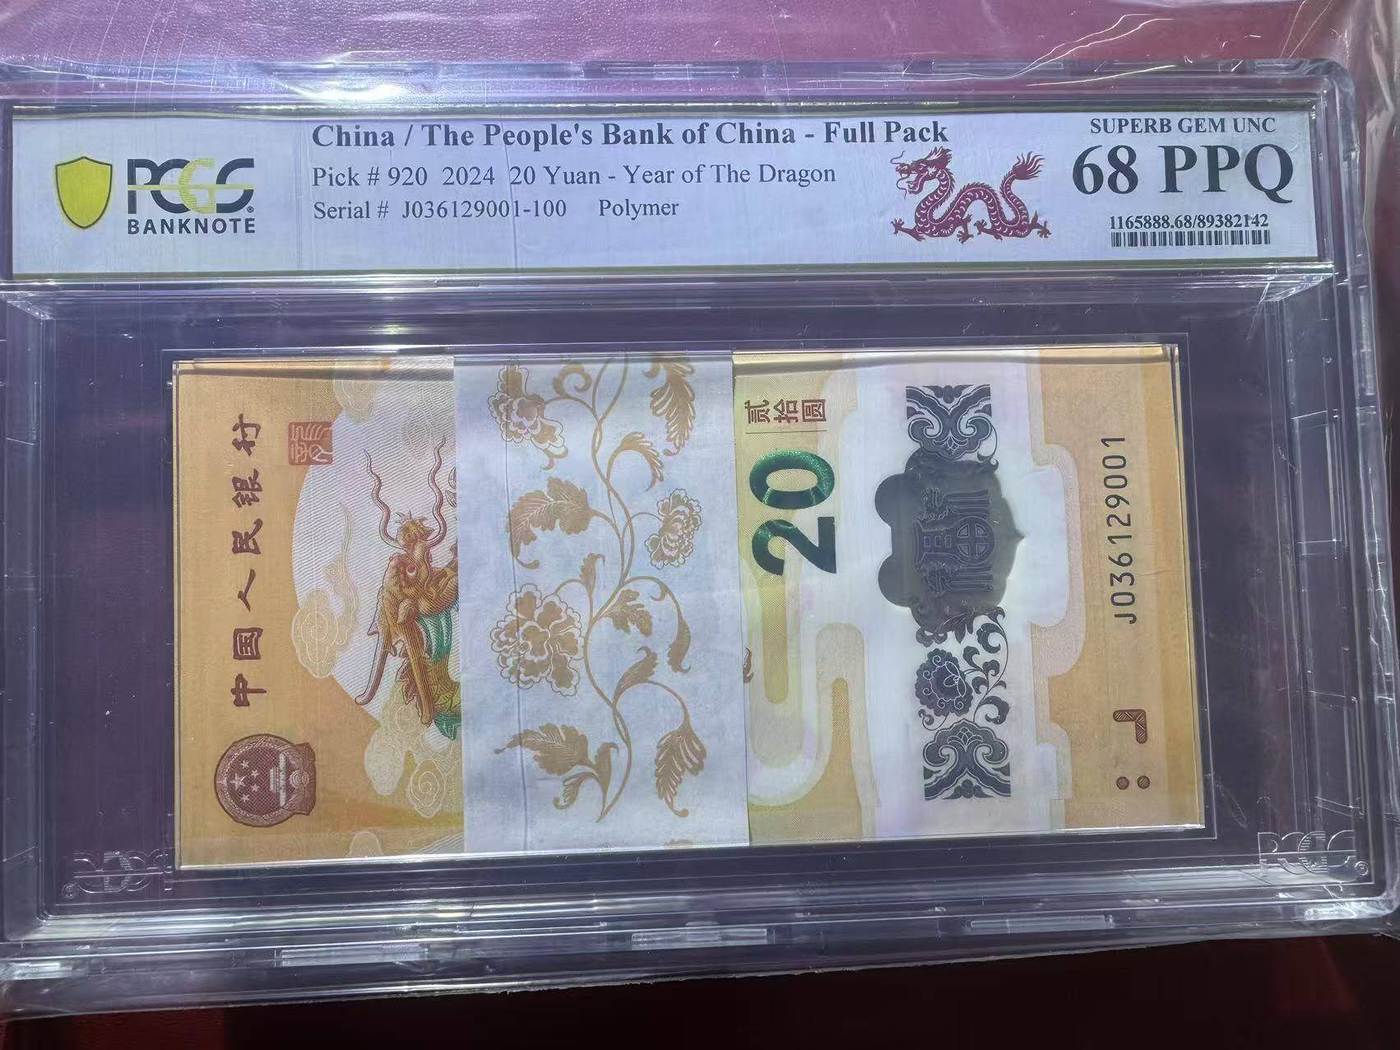 PCGS
BANKNOTE
China / The People's Bank of China - Full Pack
Pick # 920 2024 20 Yuan - Year of The Dragon
Serial # J036129001-100 Polymer
SUPERB GEM UNC
68 PPQ
1165888.68/89382142
中国人民银行
贰拾圆
20
J036129001
PCGS